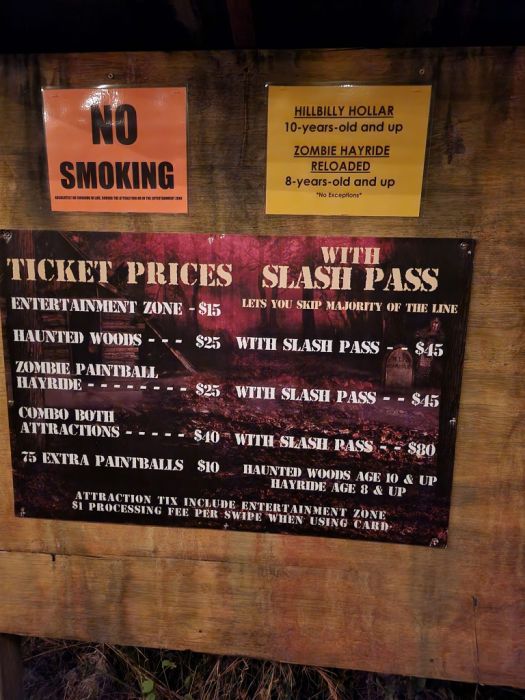 NO
SMOKING
HILLBILLY HOLLAR
10-years-old and up
ZOMBIE HAYRIDE
RELOADED
8-years-old and up
*No Exceptions*
TICKET PRICES
ENTERTAINMENT ZONE - $15
HAUNTED WOODS - - - $25
ZOMBIE PAINTBALL
HAYRIDE - - - - - - - - - $25
COMBO BOTH
ATTRACTIONS - - - - - $40
75 EXTRA PAINTBALLS $10
WITH
SLASH PASS
LETS YOU SKIP MAJORITY OF THE LINE
WITH SLASH PASS - - $45
WITH SLASH PASS - - $45
WITH SLASH PASS - - $80
HAUNTED WOODS AGE 10 & UP
HAYRIDE AGE 8 & UP
ATTRACTION TIX INCLUDE ENTERTAINMENT ZONE
$1 PROCESSING FEE PER SWIPE WHEN USING CARD